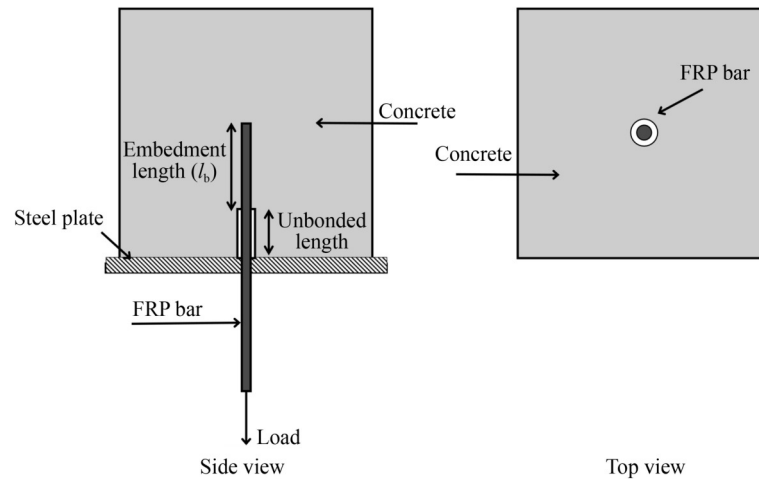 Concrete
Embedment
length (lb)
Steel plate
Unbonded
length
FRP bar
Load
Side view
FRP bar
Concrete
Top view